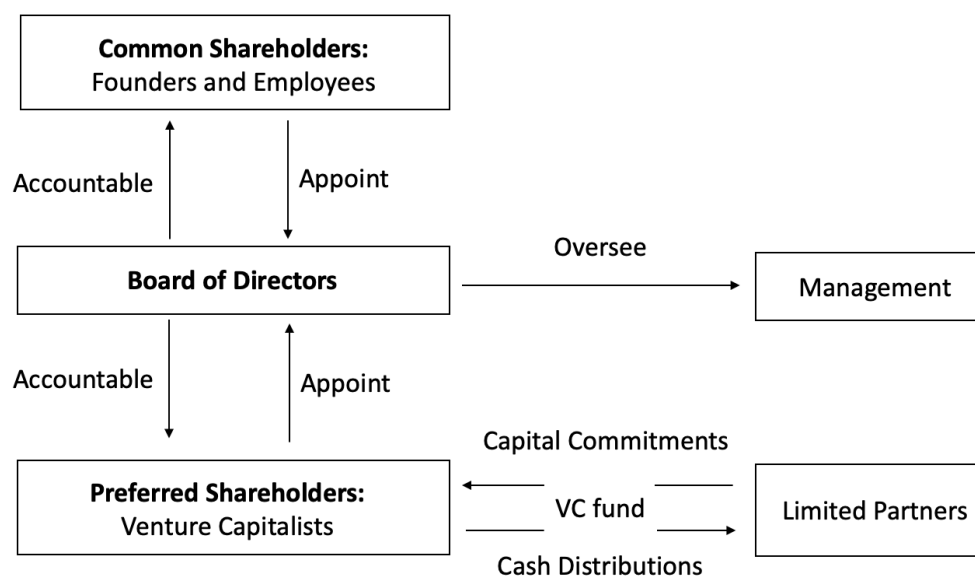 Common Shareholders:
Founders and Employees
Accountable
Appoint
Oversee
Board of Directors
Management
Accountable
Appoint
Capital Commitments
Preferred Shareholders:
Venture Capitalists
VC fund
Limited Partners
Cash Distributions